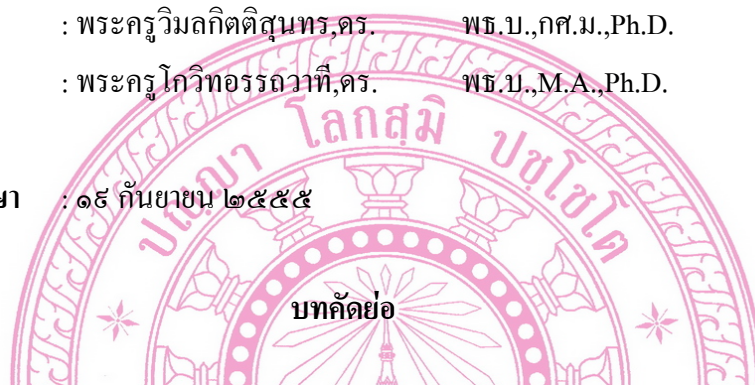 : พระครูวิมลกิตติสุนทร,ดร. พธ.บ.,กศ.ม.,Ph.D.
: พระครูโกวิทอรรถวาที,ดร. พธ.บ.,M.A.,Ph.D.
ปญฺญา โลกสฺมิ ปชฺโชโต
ษา : ๑๙ กันยายน ๒๕๕๕
บทคัดย่อ